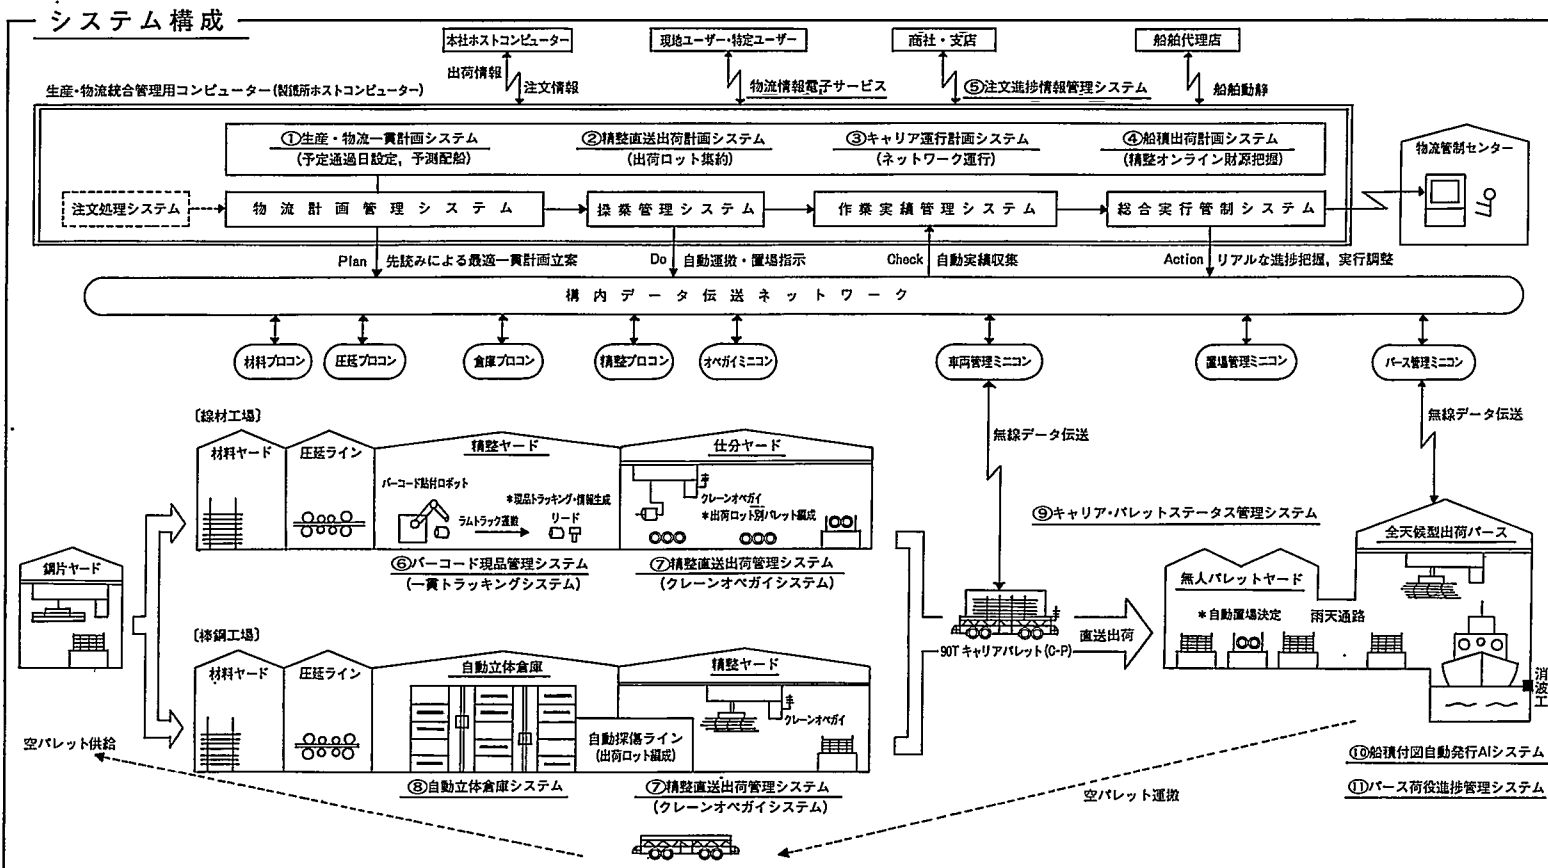 システム構成
本社ホストコンピューター
現地ユーザー・特定ユーザー
商社・支店
船舶代理店
出荷情報
注文情報
物流情報電子サービス
⑤注文進捗情報管理システム
船舶動静
生産・物流統合管理用コンピューター(製鐵所ホストコンピューター)
①生産・物流一貫計画システム
(予定通過日設定,予測配船)
②精整直送出荷計画システム
(出荷ロット集約)
③キャリア運行計画システム
(ネットワーク運行)
④船積出荷計画システム
(精整オンライン財源把握)
物流管制センター
注文処理システム
物流計画管理システム
操業管理システム
作業実績管理システム
総合実行管制システム
Plan 先読みによる最適一貫計画立案
Do 自動運搬・置場指示
Check 自動実績収集
Action リアルな進捗把握,実行調整
構内データ伝送ネットワーク
材料プロコン
圧延プロコン
倉庫プロコン
精整プロコン
オペガイミニコン
車両管理ミニコン
置場管理ミニコン
バース管理ミニコン
無線データ伝送
無線データ伝送
〔線材工場〕
材料ヤード
圧延ライン
精整ヤード
仕分ヤード
バーコード貼付ロボット
*現品トラッキング・情報生成
ラムトラック運搬
リード
クレーンオペガイ
*出荷ロット別パレット編成
⑥バーコード現品管理システム
(一貫トラッキングシステム)
⑦精整直送出荷管理システム
(クレーンオペガイシステム)
⑨キャリア・パレットステータス管理システム
全天候型出荷バース
無人パレットヤード
*自動置場決定
雨天通路
鋼片ヤード
90T キャリアパレット(C-P)
直送出荷
消波工
〔棒鋼工場〕
材料ヤード
圧延ライン
自動立体倉庫
精整ヤード
クレーンオペガイ
自動探傷ライン
(出荷ロット編成)
⑧自動立体倉庫システム
⑦精整直送出荷管理システム
(クレーンオペガイシステム)
空パレット供給
空パレット運搬
⑩船積付図自動発行AIシステム
⑪バース荷役進捗管理システム